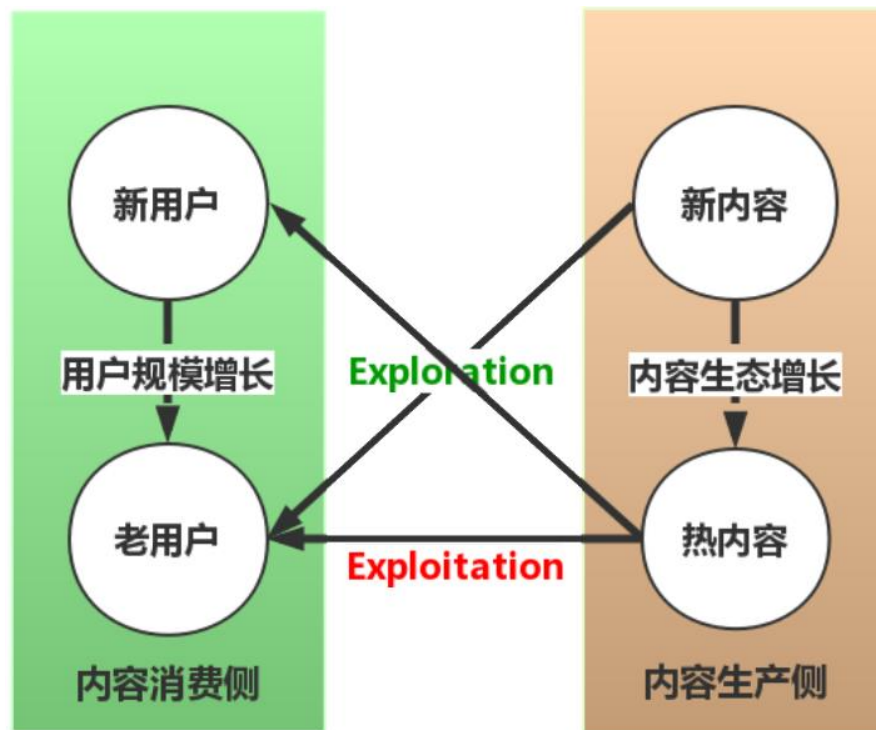 新用户
新内容
用户规模增长
Exploration
内容生态增长
老用户
热内容
Exploitation
内容消费侧
内容生产侧